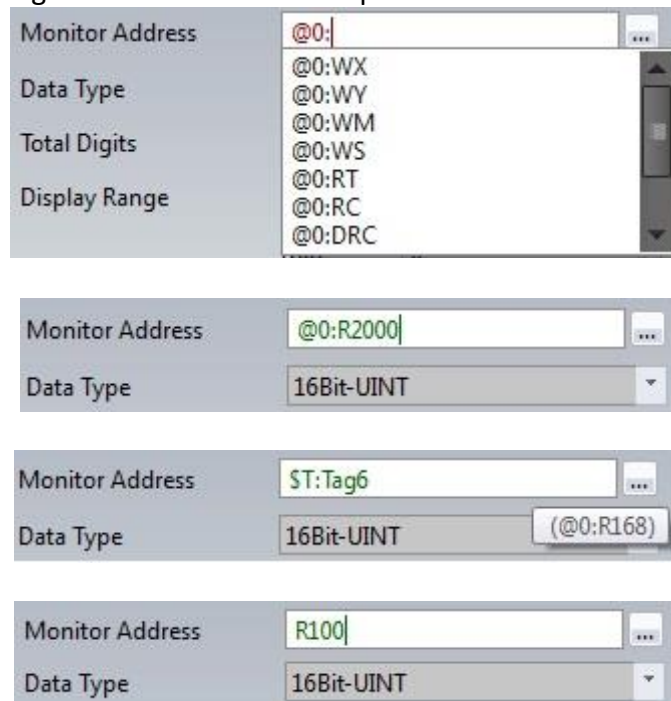 Monitor Address @0: ...
@0:WX
Data Type @0:WY
@0:WM
Total Digits @0:WS
@0:RT
Display Range @0:RC
@0:DRC
Monitor Address @0:R2000 ...
Data Type 16Bit-UINT
Monitor Address $T:Tag6 ...
Data Type 16Bit-UINT (@0:R168)
Monitor Address R100 ...
Data Type 16Bit-UINT